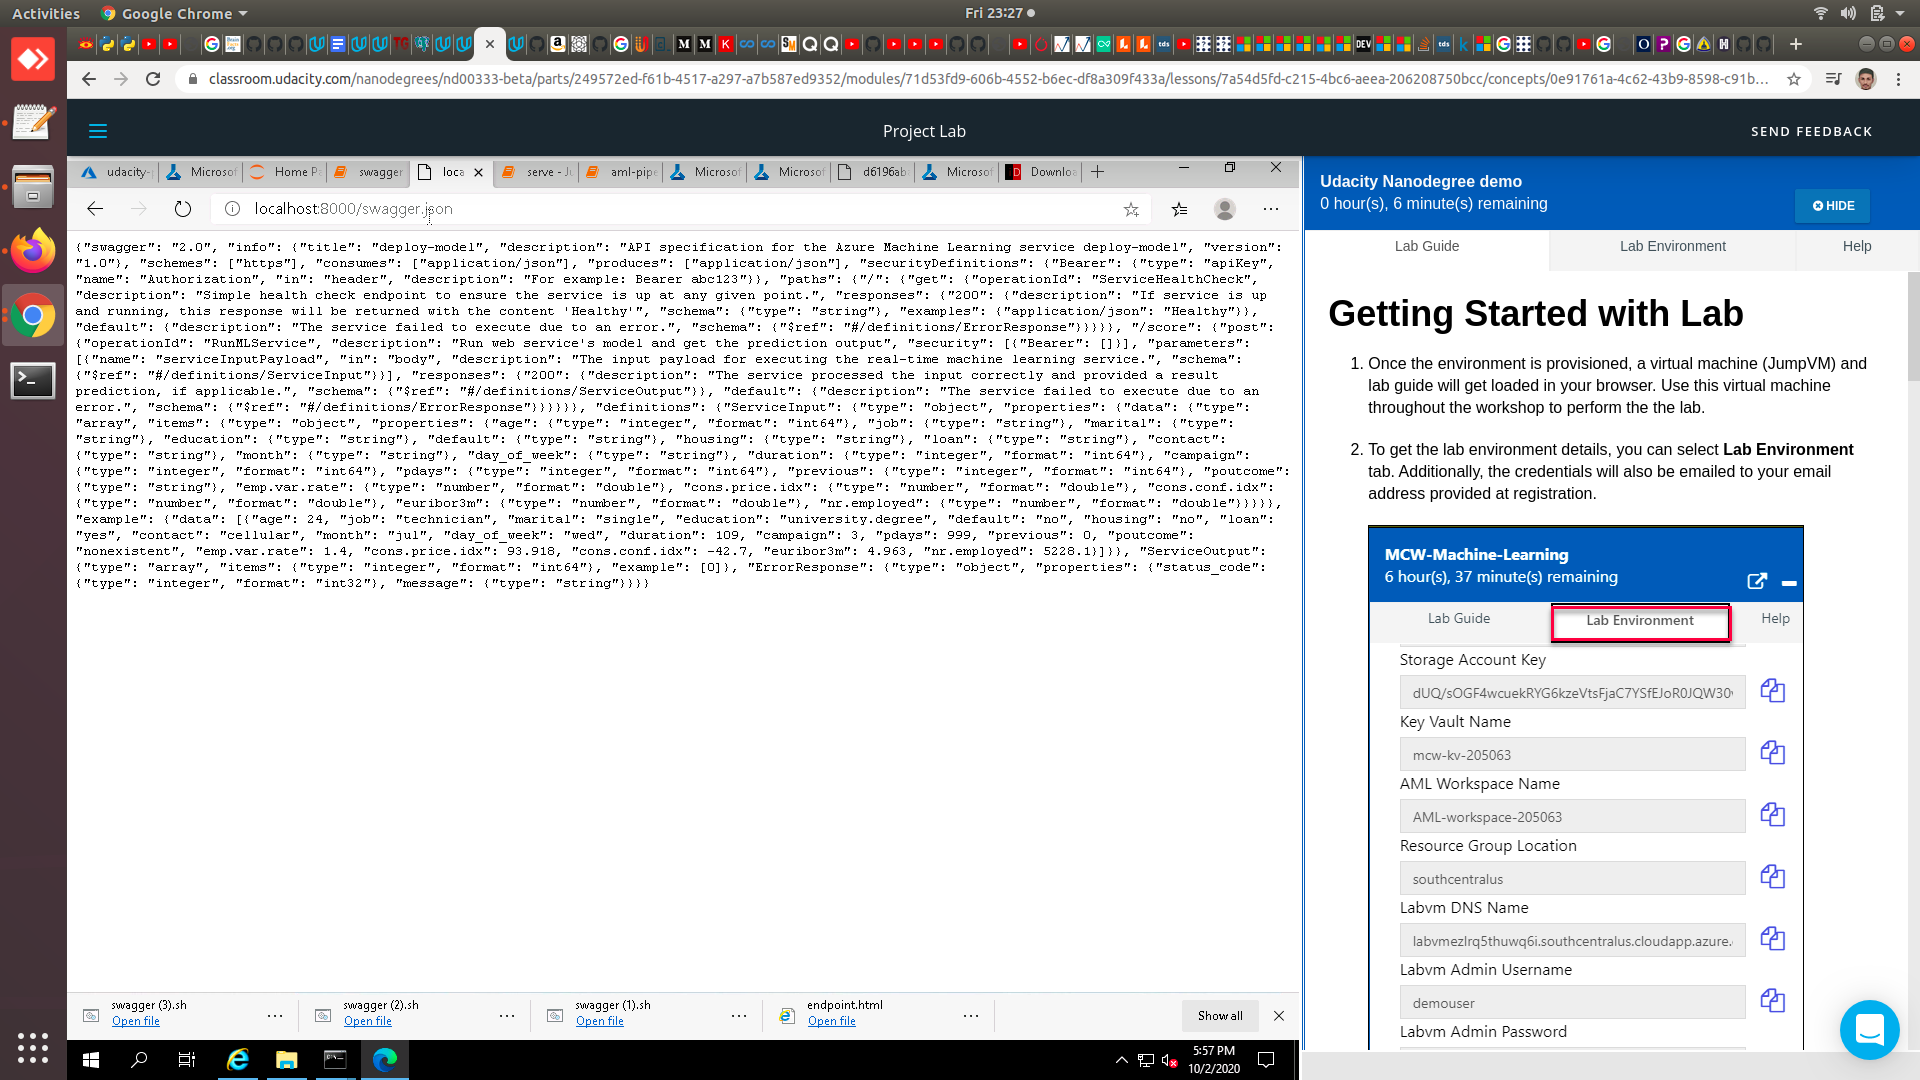 Activities
Google Chrome
Fri 23:27
classroom.udacity.com/nanodegrees/nd00333-beta/parts/249572ed-f61b-4517-a297-a7b587ed9352/modules/71d53fd9-606b-4552-b6ec-df8a309f433a/lessons/7a54d5fd-c215-4bc6-aeea-206208750bcc/concepts/0e91761a-4c62-43b9-8598-c91b...
Project Lab
SEND FEEDBACK
udacity- Microsof Home P swagger loca serve - Ju aml-pipe Microsof Microsof d6196ab Microsof Downloa
localhost:8000/swagger.json
{"swagger": "2.0", "info": {"title": "deploy-model", "description": "API specification for the Azure Machine Learning service deploy-model", "version":
"1.0"}, "schemes": ["https"], "consumes": ["application/json"], "produces": ["application/json"], "securityDefinitions": {"Bearer": {"type": "apiKey",
"name": "Authorization", "in": "header", "description": "For example: Bearer abc123"}}, "paths": {"/": {"get": {"operationId": "ServiceHealthCheck",
"description": "Simple health check endpoint to ensure the service is up at any given point.", "responses": {"200": {"description": "If service is up
and running, this response will be returned with the content 'Healthy'", "schema": {"type": "string"}, "examples": {"application/json": "Healthy"}},
"default": {"description": "The service failed to execute due to an error.", "schema": {"$ref": "#/definitions/ErrorResponse"}}}}}, "/score": {"post":
{"operationId": "RunMLService", "description": "Run web service's model and get the prediction output", "security": [{"Bearer": []}], "parameters":
[{"name": "serviceInputPayload", "in": "body", "description": "The input payload for executing the real-time machine learning service.", "schema":
{"$ref": "#/definitions/ServiceInput"}}], "responses": {"200": {"description": "The service processed the input correctly and provided a result
prediction, if applicable.", "schema": {"$ref": "#/definitions/ServiceOutput"}}, "default": {"description": "The service failed to execute due to an
error.", "schema": {"$ref": "#/definitions/ErrorResponse"}}}}}}, "definitions": {"ServiceInput": {"type": "object", "properties": {"data": {"type":
"array", "items": {"type": "object", "properties": {"age": {"type": "integer", "format": "int64"}, "job": {"type": "string"}, "marital": {"type":
"string"}, "education": {"type": "string"}, "default": {"type": "string"}, "housing": {"type": "string"}, "loan": {"type": "string"}, "contact":
{"type": "string"}, "month": {"type": "string"}, "day_of_week": {"type": "string"}, "duration": {"type": "integer", "format": "int64"}, "campaign":
{"type": "integer", "format": "int64"}, "pdays": {"type": "integer", "format": "int64"}, "previous": {"type": "integer", "format": "int64"}, "poutcome":
{"type": "string"}, "emp.var.rate": {"type": "number", "format": "double"}, "cons.price.idx": {"type": "number", "format": "double"}, "cons.conf.idx":
{"type": "number", "format": "double"}, "euribor3m": {"type": "number", "format": "double"}, "nr.employed": {"type": "number", "format": "double"}}}}},
"example": {"data": [{"age": 24, "job": "technician", "marital": "single", "education": "university.degree", "default": "no", "housing": "no", "loan":
"yes", "contact": "cellular", "month": "jul", "day_of_week": "wed", "duration": 109, "campaign": 3, "pdays": 999, "previous": 0, "poutcome":
"nonexistent", "emp.var.rate": 1.4, "cons.price.idx": 93.918, "cons.conf.idx": -42.7, "euribor3m": 4.963, "nr.employed": 5228.1}]}}, "ServiceOutput":
{"type": "array", "items": {"type": "integer", "format": "int64"}, "example": [0]}, "ErrorResponse": {"type": "object", "properties": {"status_code":
{"type": "integer", "format": "int32"}, "message": {"type": "string"}}}}
swagger (3).sh
Open file
swagger (2).sh
Open file
swagger (1).sh
Open file
endpoint.html
Open file
Show all
5:57 PM
10/2/2020
Udacity Nanodegree demo
0 hour(s), 6 minute(s) remaining
HIDE
Lab Guide
Lab Environment
Help
Getting Started with Lab
1. Once the environment is provisioned, a virtual machine (JumpVM) and
lab guide will get loaded in your browser. Use this virtual machine
throughout the workshop to perform the the lab.
2. To get the lab environment details, you can select Lab Environment
tab. Additionally, the credentials will also be emailed to your email
address provided at registration.
MCW-Machine-Learning
6 hour(s), 37 minute(s) remaining
Lab Guide
Lab Environment
Help
Storage Account Key
dUQ/sOGF4wcuekRYG6kzeVtsFjaC7YSfEJoR0JQW30
Key Vault Name
mcw-kv-205063
AML Workspace Name
AML-workspace-205063
Resource Group Location
southcentralus
Labvm DNS Name
labvmezlrq5thuwq6i.southcentralus.cloudapp.azure.
Labvm Admin Username
demouser
Labvm Admin Password